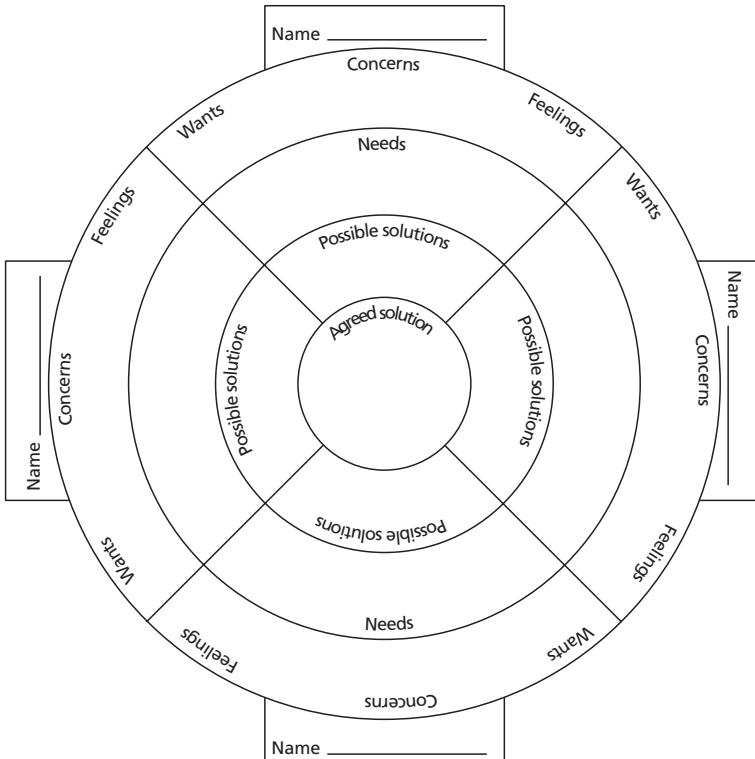 Name
Concerns
Wants
Feelings
Needs
Possible solutions
Agreed solution
Wants
Concerns
Feelings
Name
Possible solutions
Feelings
Concerns
Wants
Name
Possible solutions
Possible solutions
Needs
Wants
Concerns
Feelings
Name